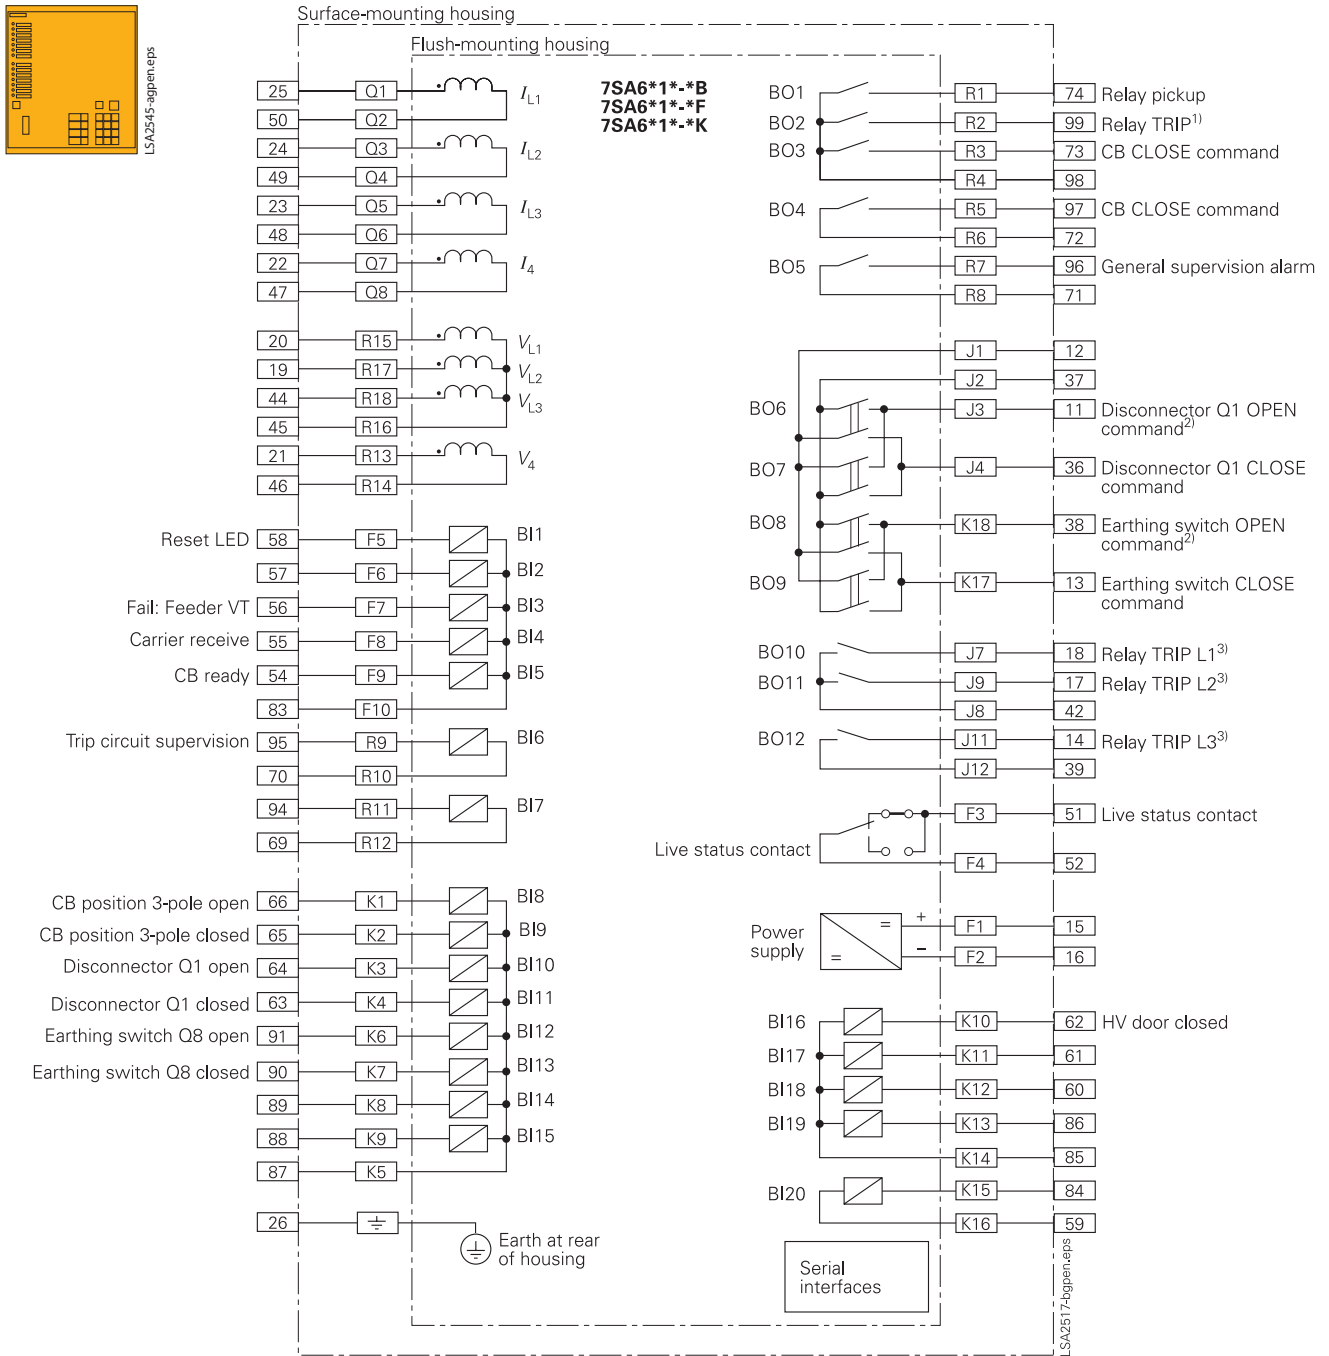 Surface-mounting housing
Flush-mounting housing
LSA2545-agpen.eps
7SA6*1*-*B
7SA6*1*-*F
7SA6*1*-*K
25 Q1 IL1
50 Q2
24 Q3 IL2
49 Q4
23 Q5 IL3
48 Q6
22 Q7 I4
47 Q8
20 R15 VL1
19 R17 VL2
44 R18 VL3
45 R16
21 R13 V4
46 R14
Reset LED 58 F5 BI1
57 F6 BI2
Fail: Feeder VT 56 F7 BI3
Carrier receive 55 F8 BI4
CB ready 54 F9 BI5
83 F10
Trip circuit supervision 95 R9 BI6
70 R10
94 R11 BI7
69 R12
CB position 3-pole open 66 K1 BI8
CB position 3-pole closed 65 K2 BI9
Disconnector Q1 open 64 K3 BI10
Disconnector Q1 closed 63 K4 BI11
Earthing switch Q8 open 91 K6 BI12
Earthing switch Q8 closed 90 K7 BI13
89 K8 BI14
88 K9 BI15
87 K5
26
Earth at rear
of housing
BO1 R1 74 Relay pickup
BO2 R2 99 Relay TRIP1)
BO3 R3 73 CB CLOSE command
R4 98
BO4 R5 97 CB CLOSE command
R6 72
BO5 R7 96 General supervision alarm
R8 71
J1 12
J2 37
BO6 J3 11 Disconnector Q1 OPEN
command2)
BO7 J4 36 Disconnector Q1 CLOSE
command
BO8 K18 38 Earthing switch OPEN
command2)
BO9 K17 13 Earthing switch CLOSE
command
BO10 J7 18 Relay TRIP L13)
BO11 J9 17 Relay TRIP L23)
J8 42
BO12 J11 14 Relay TRIP L33)
J12 39
F3 51 Live status contact
Live status contact
F4 52
Power
supply
= =
+ F1 15
− F2 16
BI16 K10 62 HV door closed
BI17 K11 61
BI18 K12 60
BI19 K13 86
K14 85
BI20 K15 84
K16 59
Serial
interfaces
LSA2517-bgpen.eps